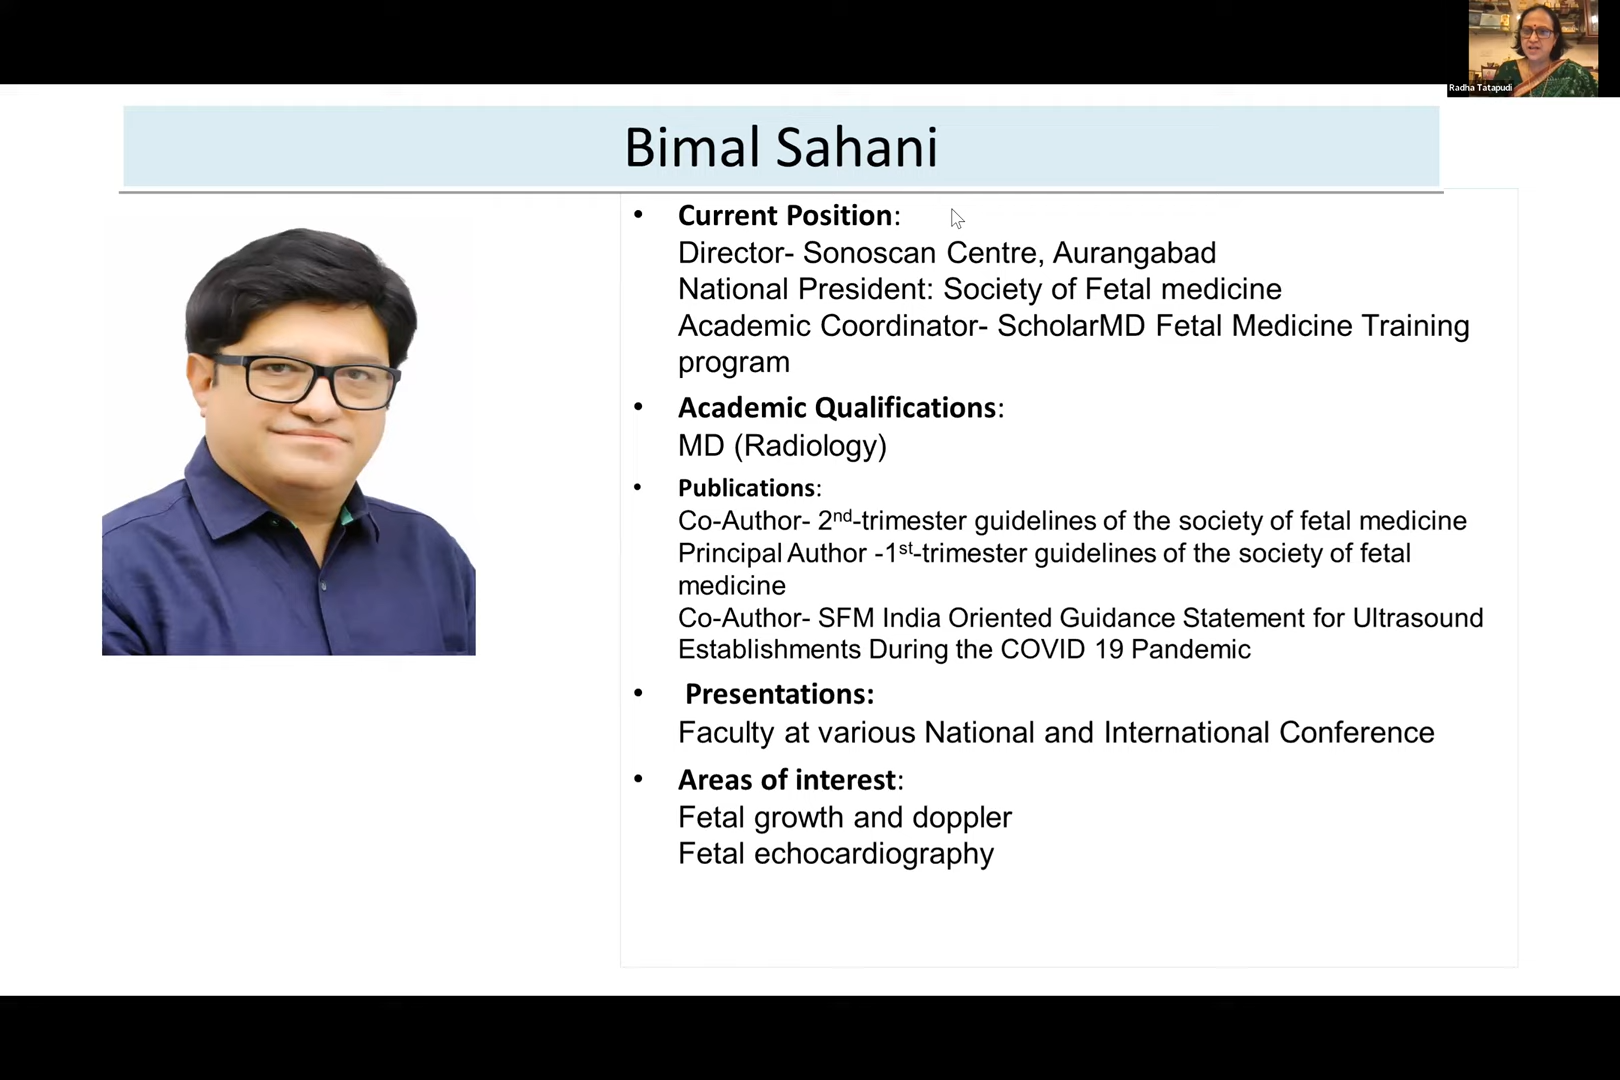 Radha Tatapudi
Bimal Sahani
• Current Position:
Director- Sonoscan Centre, Aurangabad
National President: Society of Fetal medicine
Academic Coordinator- ScholarMD Fetal Medicine Training
program
• Academic Qualifications:
MD (Radiology)
• Publications:
Co-Author- 2nd-trimester guidelines of the society of fetal medicine
Principal Author -1st-trimester guidelines of the society of fetal
medicine
Co-Author- SFM India Oriented Guidance Statement for Ultrasound
Establishments During the COVID 19 Pandemic
• Presentations:
Faculty at various National and International Conference
• Areas of interest:
Fetal growth and doppler
Fetal echocardiography